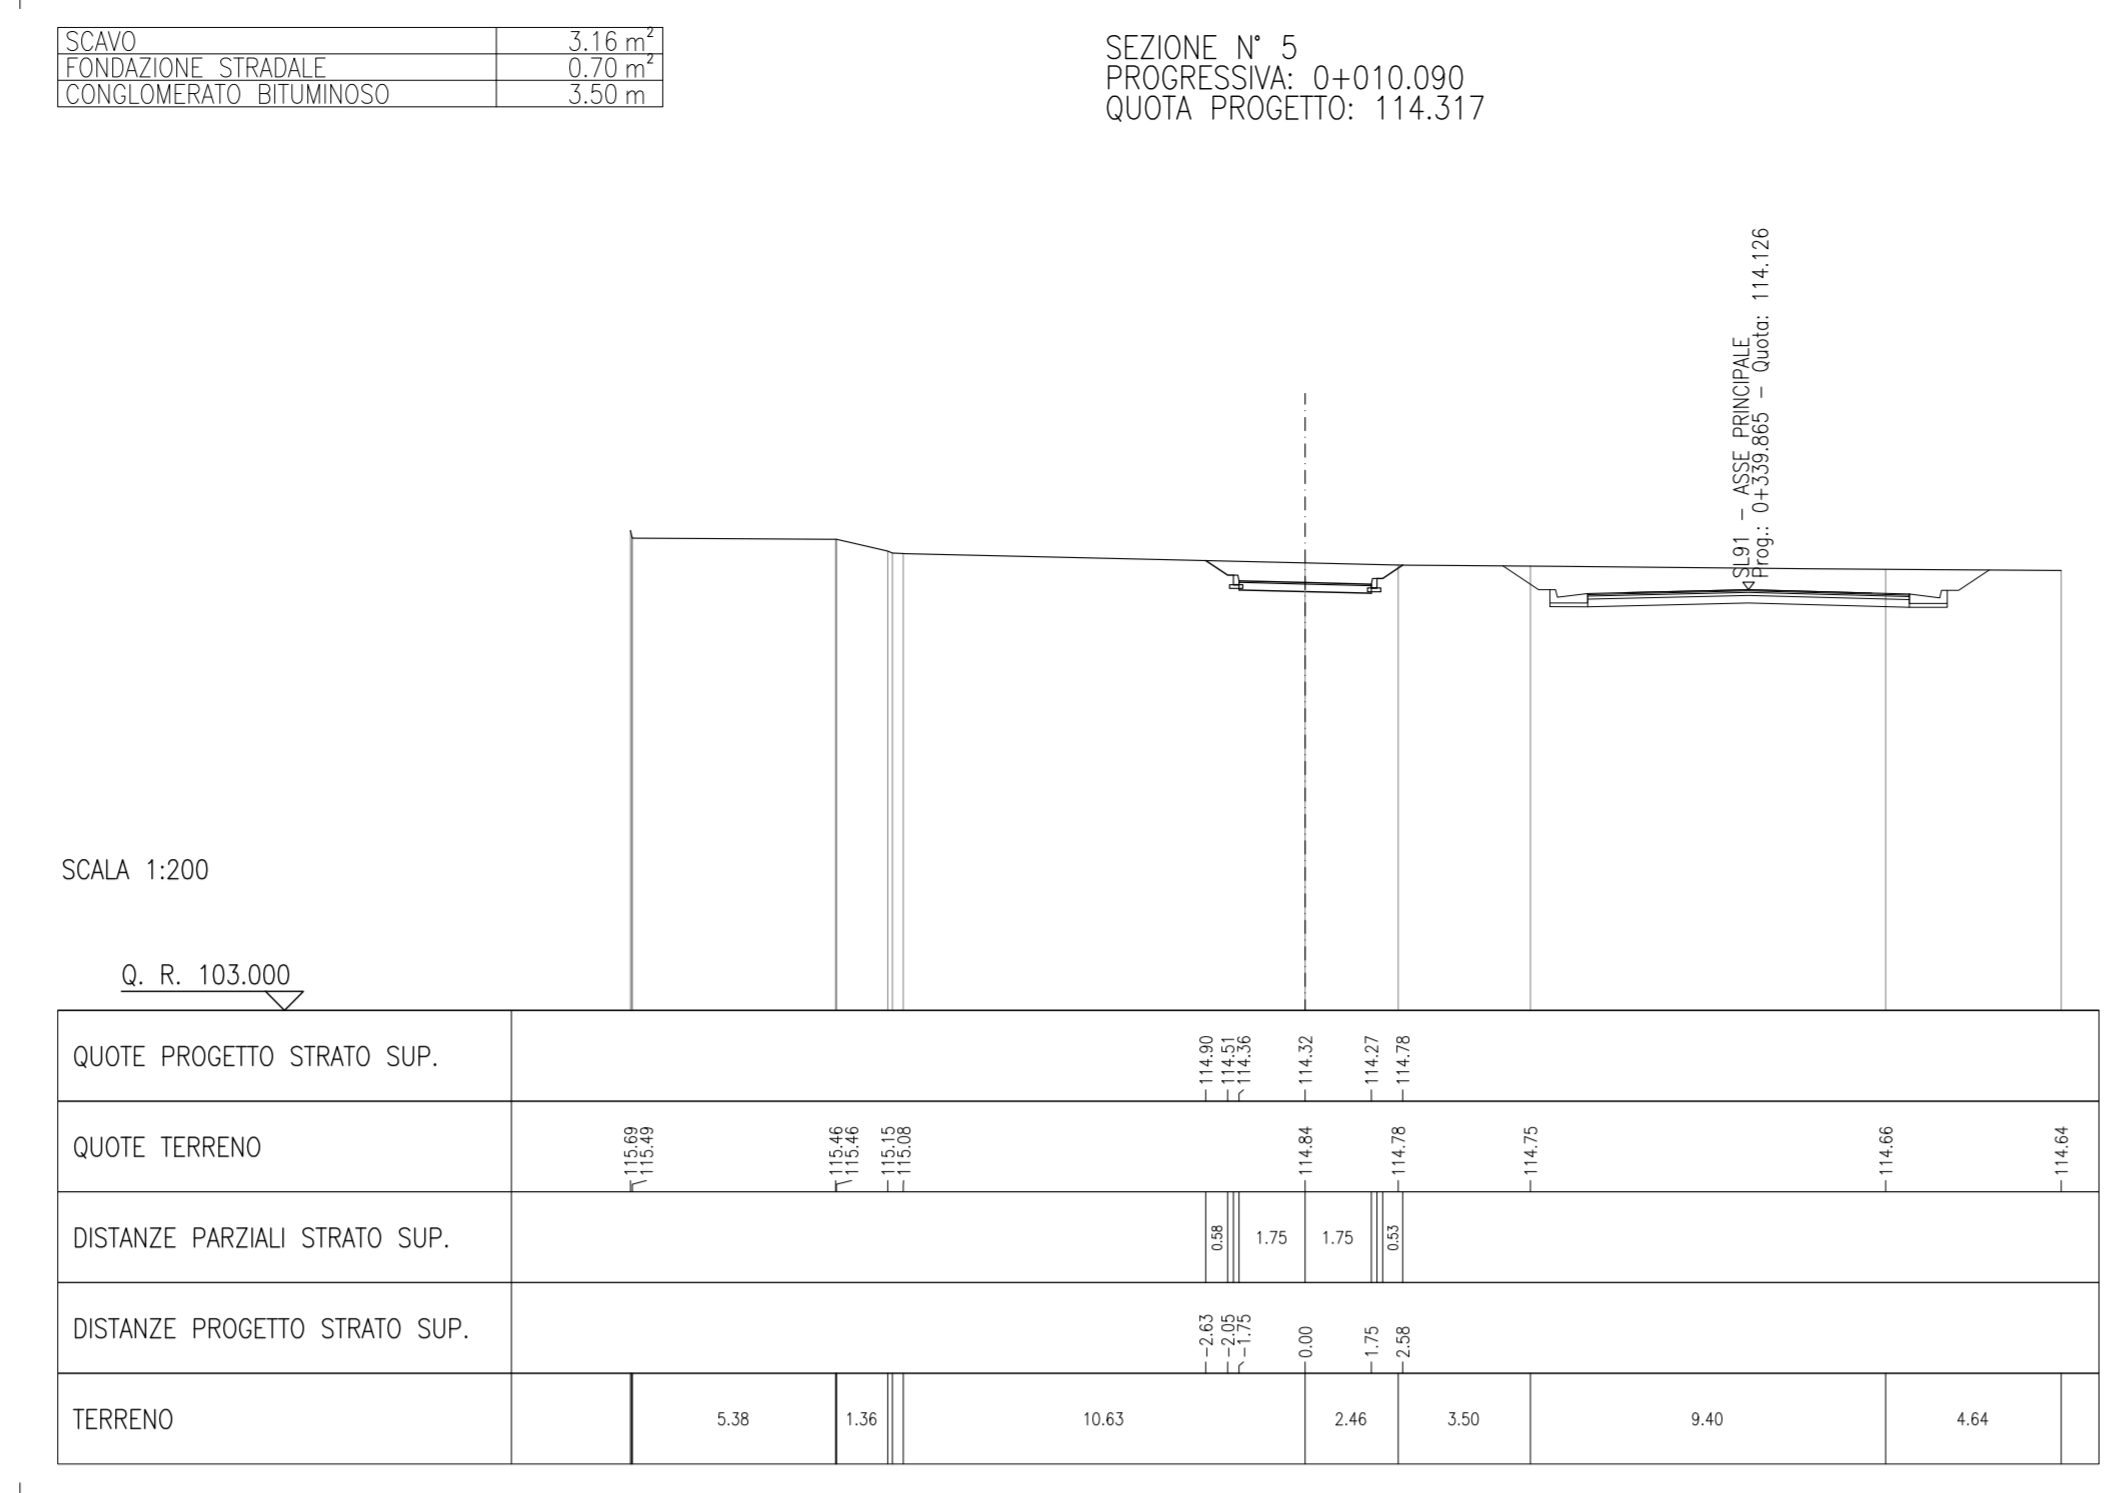 SCAVO 3.16 m²
FONDAZIONE STRADALE 0.70 m²
CONGLOMERATO BITUMINOSO 3.50 m
SEZIONE N° 5
PROGRESSIVA: 0+010.090
QUOTA PROGETTO: 114.317
SL91 – ASSE PRINCIPALE
Prog.: 0+339.865 – Quota: 114.126
SCALA 1:200
Q. R. 103.000
QUOTE PROGETTO STRATO SUP. 114.90 114.51 114.36 114.32 114.27 114.78
QUOTE TERRENO 115.69 115.49 115.46 115.46 115.15 115.08 114.84 114.78 114.75 114.66 114.64
DISTANZE PARZIALI STRATO SUP. 0.58 1.75 1.75 0.53
DISTANZE PROGETTO STRATO SUP. –2.63 –2.05 –1.75 0.00 1.75 2.58
TERRENO 5.38 1.36 10.63 2.46 3.50 9.40 4.64